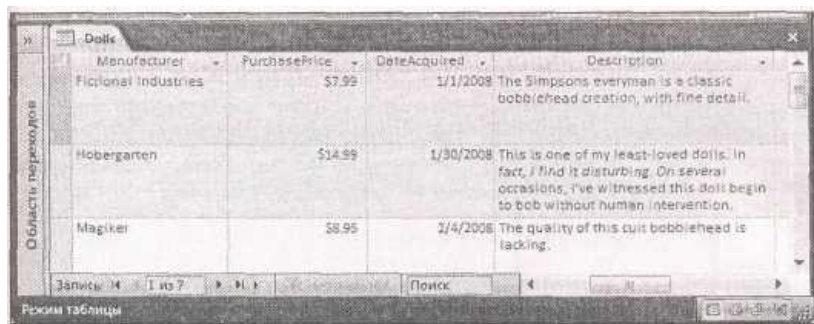 Dolls
Manufacturer PurchasePrice DateAcquired Description
Fictional Industries $7.99 1/1/2008 The Simpsons everyman is a classic
bobblehead creation, with fine detail.
Hobergarten $14.99 1/30/2008 This is one of my least-loved dolls. In
fact, I find it disturbing. On several
occasions, I've witnessed this doll begin
to bob without human intervention.
Magiker $8.95 2/4/2008 The quality of this cult bobblehead is
lacking.
Область переходов
Запись: 1 из 7 Поиск
Режим таблицы